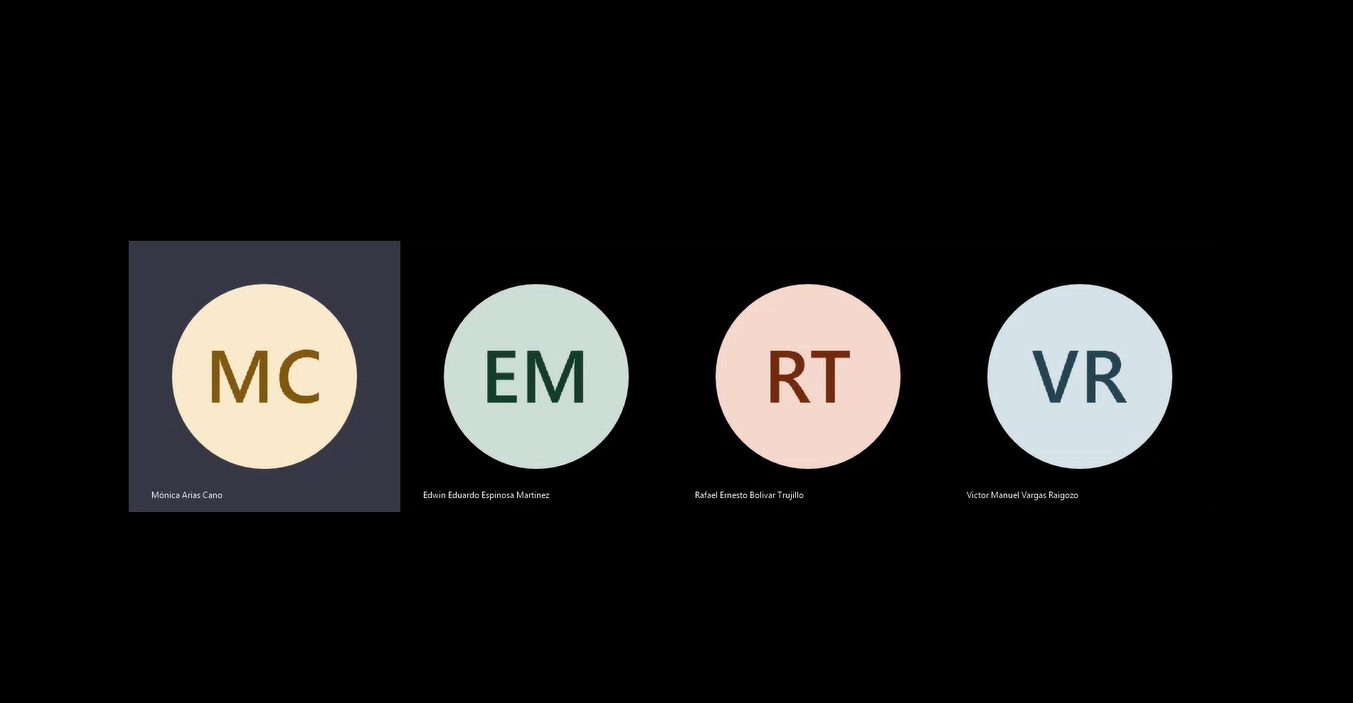 MC
EM
RT
VR
Mónica Arias Cano
Edwin Eduardo Espinosa Martinez
Rafael Ernesto Bolivar Trujillo
Victor Manuel Vargas Raigozo